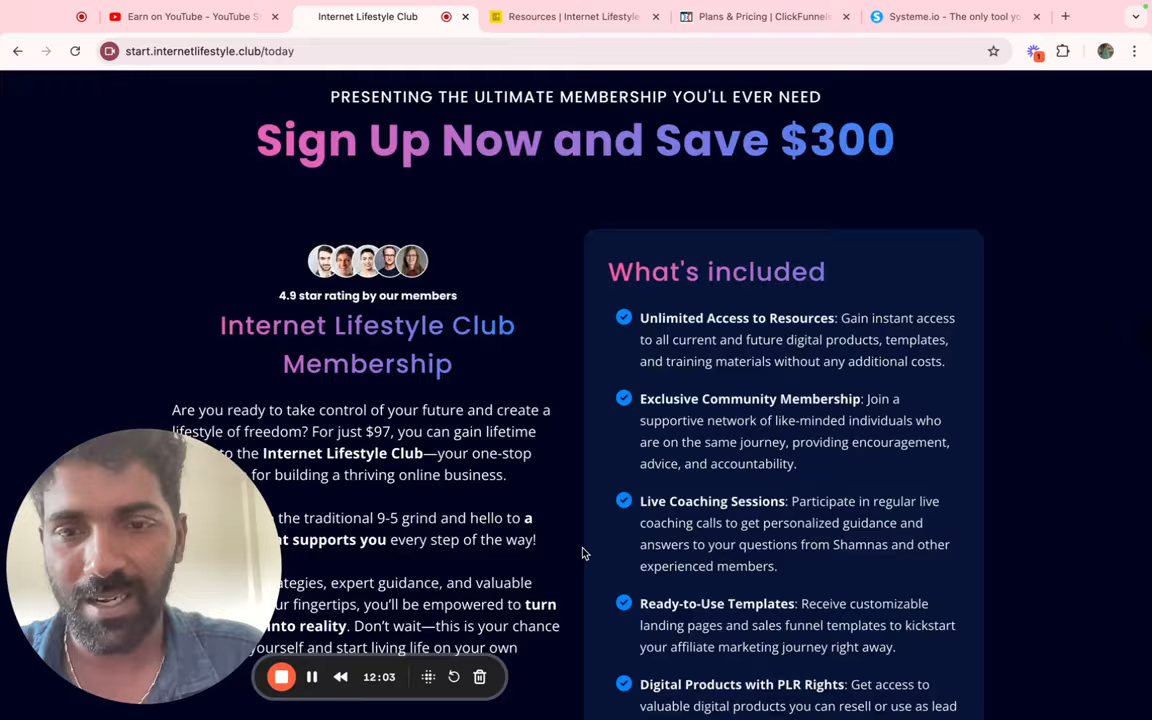 Earn on YouTube - YouTube S
Internet Lifestyle Club
Resources | Internet Lifestyle
Plans & Pricing | ClickFunnels
Systeme.io - The only tool yo
start.internetlifestyle.club/today
1
PRESENTING THE ULTIMATE MEMBERSHIP YOU'LL EVER NEED
Sign Up Now and Save $300
4.9 star rating by our members
Internet Lifestyle Club
Membership
Are you ready to take control of your future and create a
lifestyle of freedom? For just $97, you can gain lifetime
to the Internet Lifestyle Club—your one-stop
for building a thriving online business.
the traditional 9-5 grind and hello to a
supports you every step of the way!
expert guidance, and valuable
fingertips, you'll be empowered to turn
into reality. Don't wait—this is your chance
yourself and start living life on your own
12:03
What's included
Unlimited Access to Resources: Gain instant access
to all current and future digital products, templates,
and training materials without any additional costs.
Exclusive Community Membership: Join a
supportive network of like-minded individuals who
are on the same journey, providing encouragement,
advice, and accountability.
Live Coaching Sessions: Participate in regular live
coaching calls to get personalized guidance and
answers to your questions from Shamnas and other
experienced members.
Ready-to-Use Templates: Receive customizable
landing pages and sales funnel templates to kickstart
your affiliate marketing journey right away.
Digital Products with PLR Rights: Get access to
valuable digital products you can resell or use as lead